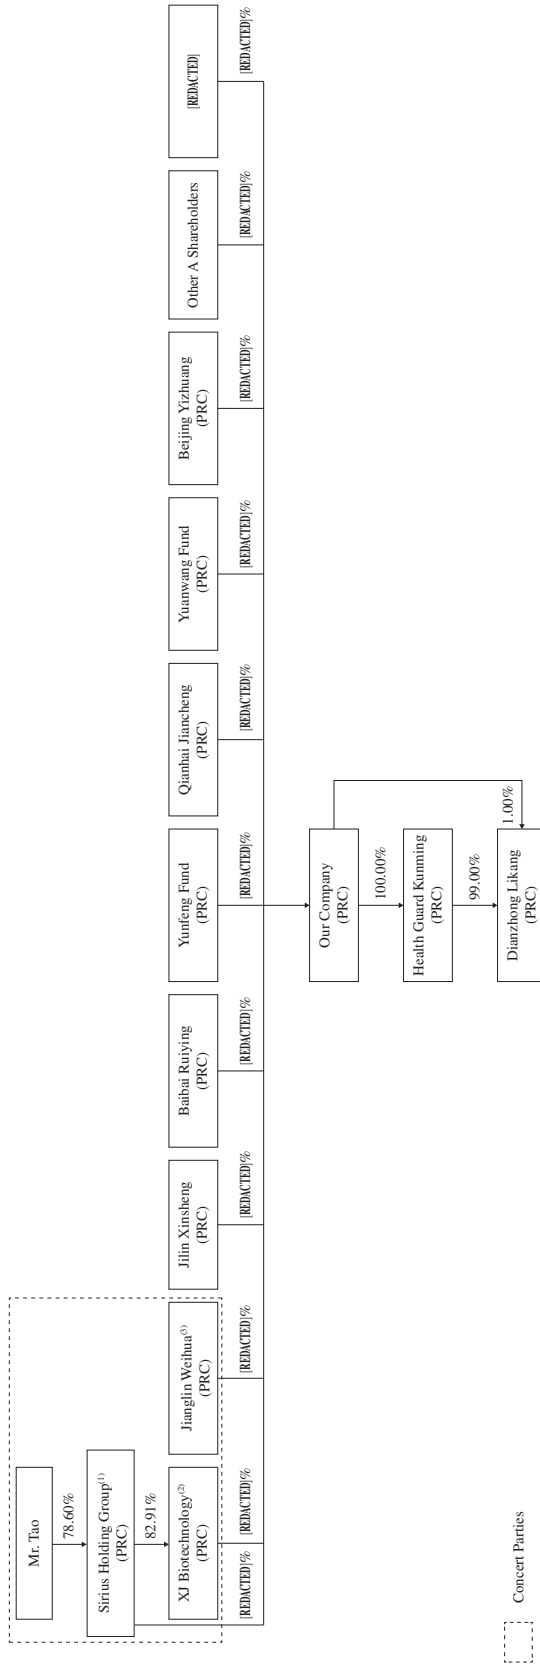 Mr. Tao
78.60%
Sirius Holding Group(1)
(PRC)
82.91%
XJ Biotechnology(2)
(PRC)
Jianglin Weihua(3)
(PRC)
Jilin Xinsheng
(PRC)
Baibai Ruiying
(PRC)
Yunfeng Fund
(PRC)
Qianhai Jiancheng
(PRC)
Yuanwang Fund
(PRC)
Beijing Yizhuang
(PRC)
Other A Shareholders
[REDACTED]
[REDACTED]%
[REDACTED]%
[REDACTED]%
[REDACTED]%
[REDACTED]%
[REDACTED]%
[REDACTED]%
[REDACTED]%
[REDACTED]%
[REDACTED]%
[REDACTED]%
Our Company
(PRC)
100.00%
Health Guard Kunming
(PRC)
99.00%
1.00%
Dianzhong Likang
(PRC)
Concert Parties